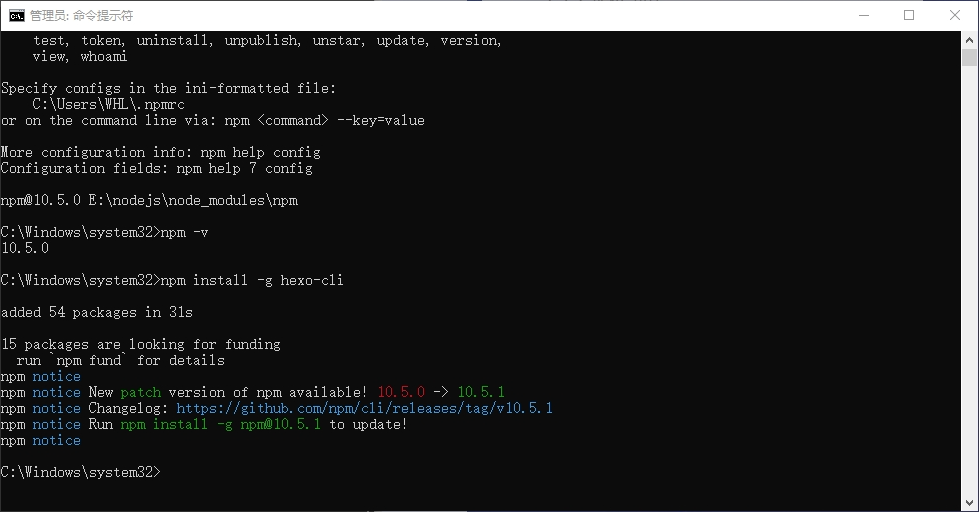 管理员: 命令提示符
test, token, uninstall, unpublish, unstar, update, version,
view, whoami
Specify configs in the ini-formatted file:
C:\Users\WHL\.npmrc
or on the command line via: npm <command> --key=value
More configuration info: npm help config
Configuration fields: npm help 7 config
npm@10.5.0 E:\nodejs\node_modules\npm
C:\Windows\system32>npm -v
10.5.0
C:\Windows\system32>npm install -g hexo-cli
added 54 packages in 31s
15 packages are looking for funding
run `npm fund` for details
npm notice
npm notice New patch version of npm available! 10.5.0 -> 10.5.1
npm notice Changelog: https://github.com/npm/cli/releases/tag/v10.5.1
npm notice Run npm install -g npm@10.5.1 to update!
npm notice
C:\Windows\system32>